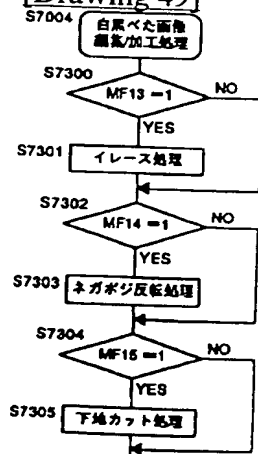 [Drawing 49]
S7004
白黒べた画像
編集/加工処理
S7300
MF13=1
NO
YES
S7301
イレース処理
S7302
MF14=1
NO
YES
S7303
ネガポジ反転処理
S7304
MF15=1
NO
YES
S7305
下地カット処理